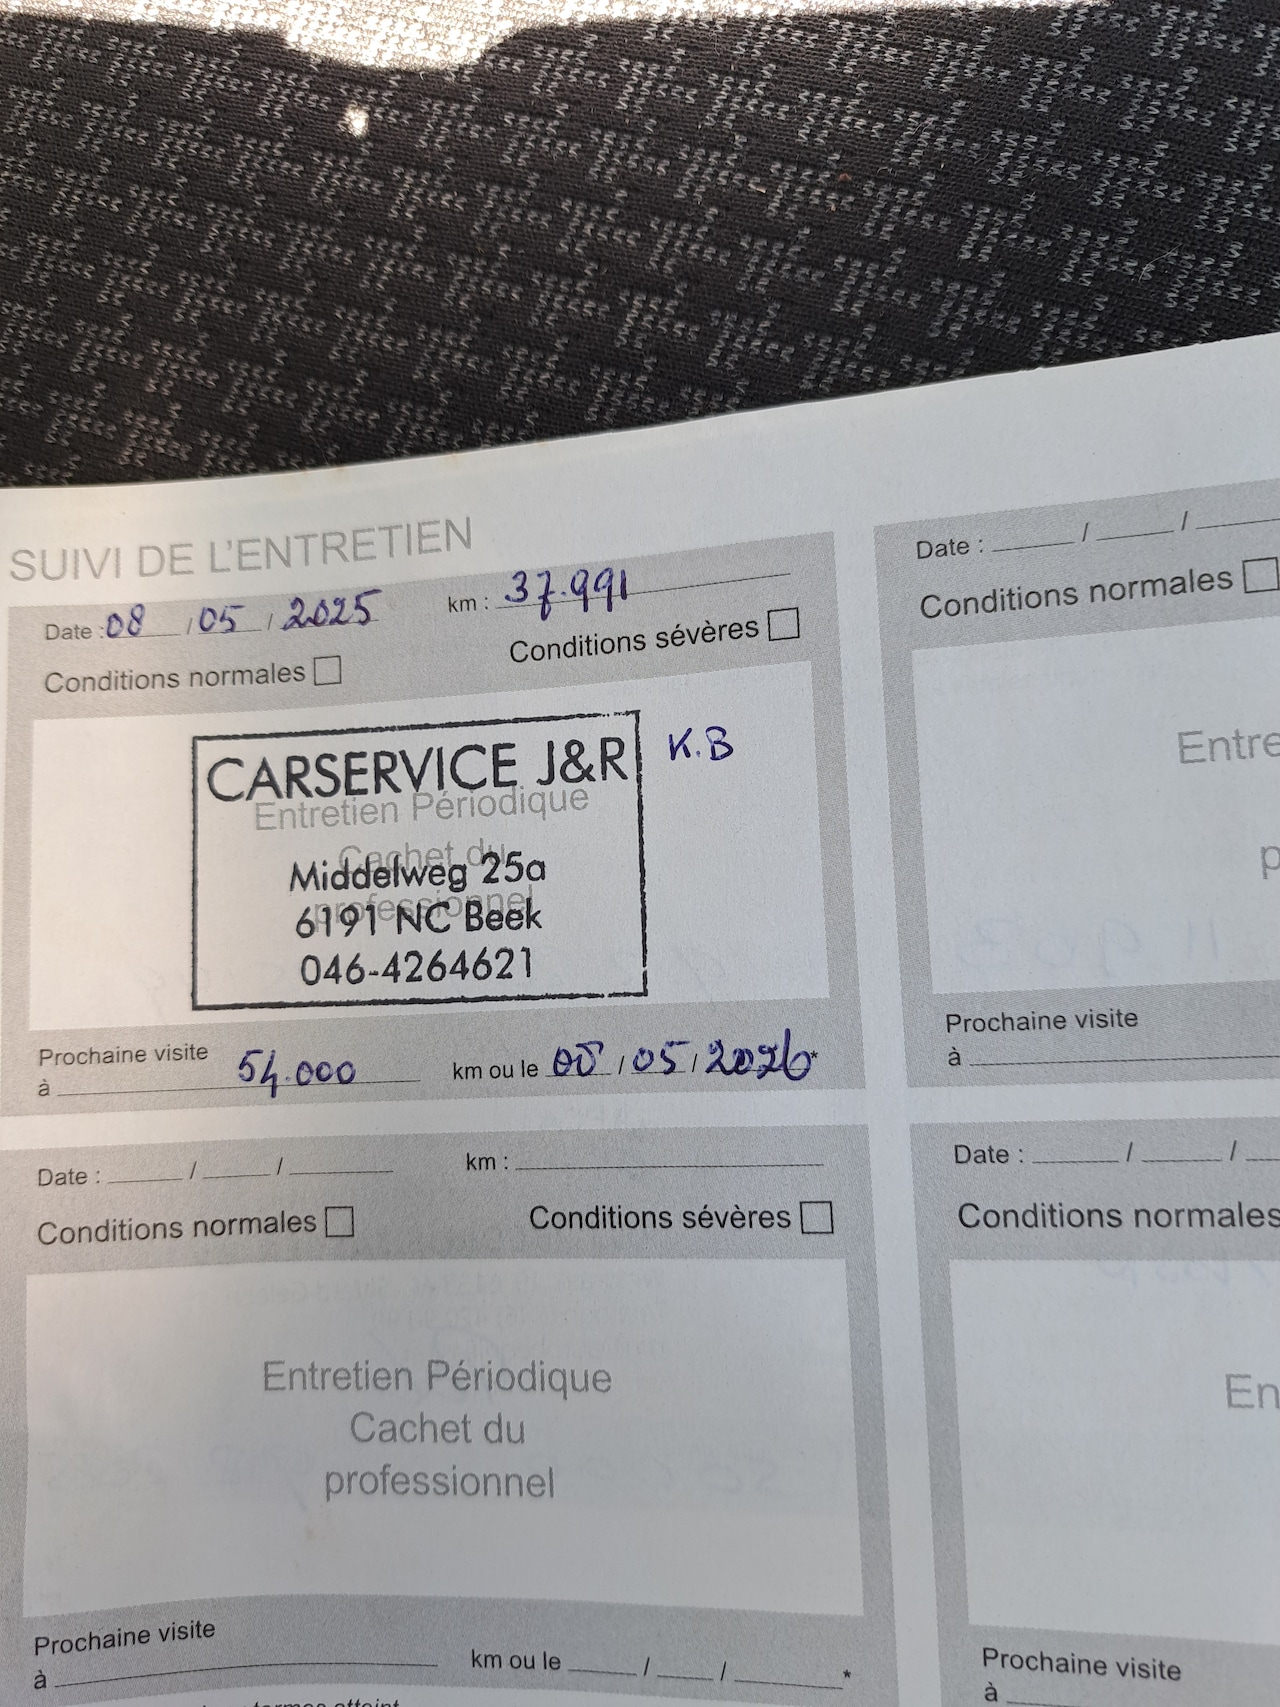 SUIVI DE L'ENTRETIEN
Date : 08 / 05 / 2025 km : 37.991
Conditions normales Conditions sévères
CARSERVICE J&R K.B
Entretien Périodique
Cachet du
Middelweg 25a
professionnel
6191 NC Beek
046-4264621
Prochaine visite
à 54.000 km ou le 08 / 05 / 2026 *
Date : / / km :
Conditions normales Conditions sévères
Entretien Périodique
Cachet du
professionnel
Prochaine visite
à km ou le / / *
Date : / /
Conditions normales
Entre
p
Prochaine visite
à
Date : / /
Conditions normales
En
Prochaine visite
à